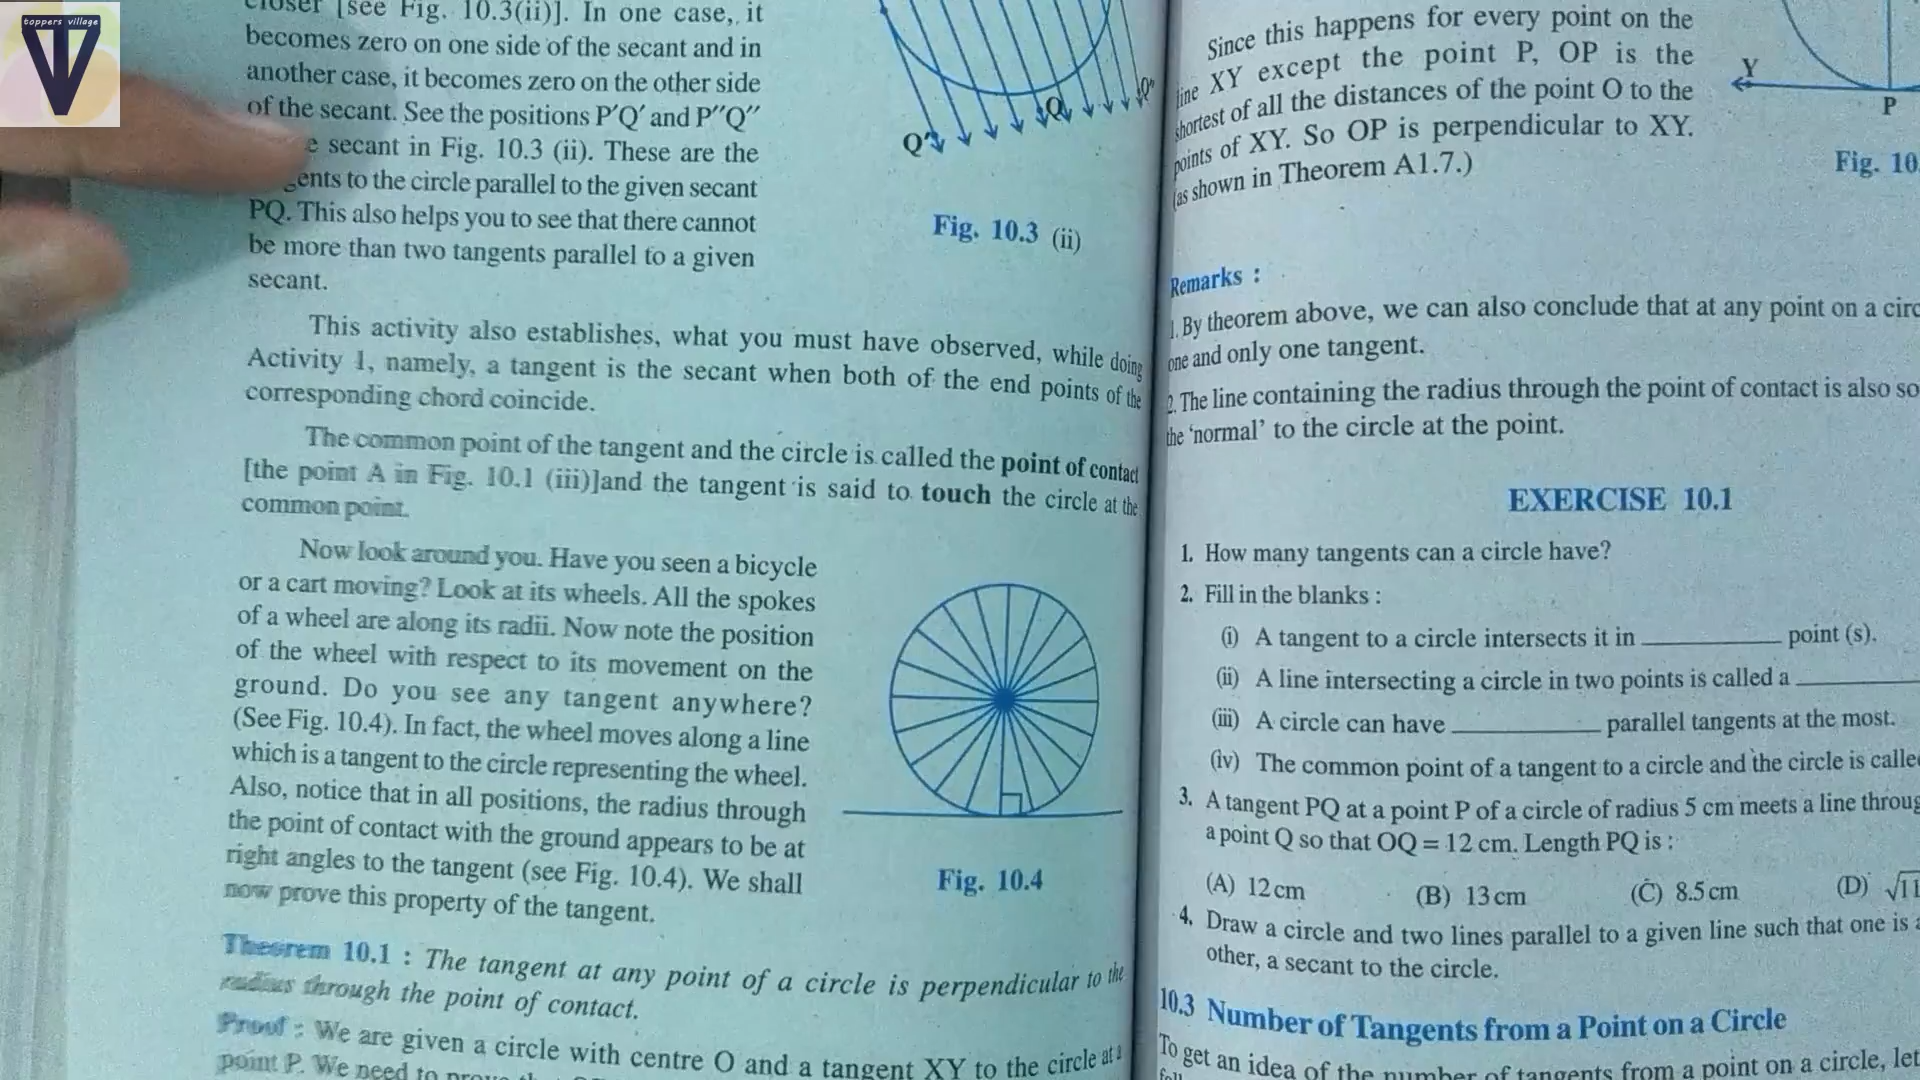 toppers village
closer [see Fig. 10.3(ii)]. In one case, it
becomes zero on one side of the secant and in
another case, it becomes zero on the other side
of the secant. See the positions P′Q′ and P″Q″
secant in Fig. 10.3 (ii). These are the
to the circle parallel to the given secant
PQ. This also helps you to see that there cannot
be more than two tangents parallel to a given
secant.
Q′
Q
Q″
Fig. 10.3 (ii)
This activity also establishes, what you must have observed, while doing
Activity 1, namely, a tangent is the secant when both of the end points of the
corresponding chord coincide.
The common point of the tangent and the circle is called the point of contact
[the point A in Fig. 10.1 (iii)]and the tangent is said to touch the circle at the
common point.
Now look around you. Have you seen a bicycle
or a cart moving? Look at its wheels. All the spokes
of a wheel are along its radii. Now note the position
of the wheel with respect to its movement on the
ground. Do you see any tangent anywhere?
(See Fig. 10.4). In fact, the wheel moves along a line
which is a tangent to the circle representing the wheel.
Also, notice that in all positions, the radius through
the point of contact with the ground appears to be at
right angles to the tangent (see Fig. 10.4). We shall
now prove this property of the tangent.
Fig. 10.4
Theorem 10.1 : The tangent at any point of a circle is perpendicular to the
radius through the point of contact.
Proof : We are given a circle with centre O and a tangent XY to the circle at a
point P. We need to
Since this happens for every point on the
line XY except the point P, OP is the
shortest of all the distances of the point O to the
points of XY. So OP is perpendicular to XY.
(as shown in Theorem A1.7.)
Y
P
Fig. 10
Remarks :
1. By theorem above, we can also conclude that at any point on a circ
one and only one tangent.
2. The line containing the radius through the point of contact is also so
the ‘normal’ to the circle at the point.
EXERCISE 10.1
1. How many tangents can a circle have?
2. Fill in the blanks :
(i) A tangent to a circle intersects it in ________ point (s).
(ii) A line intersecting a circle in two points is called a ________
(iii) A circle can have ________ parallel tangents at the most.
(iv) The common point of a tangent to a circle and the circle is calle
3. A tangent PQ at a point P of a circle of radius 5 cm meets a line throug
a point Q so that OQ = 12 cm. Length PQ is :
(A) 12 cm (B) 13 cm (C) 8.5 cm (D) √11
4. Draw a circle and two lines parallel to a given line such that one is a
other, a secant to the circle.
10.3 Number of Tangents from a Point on a Circle
To get an idea of the number of tangents from a point on a circle, let